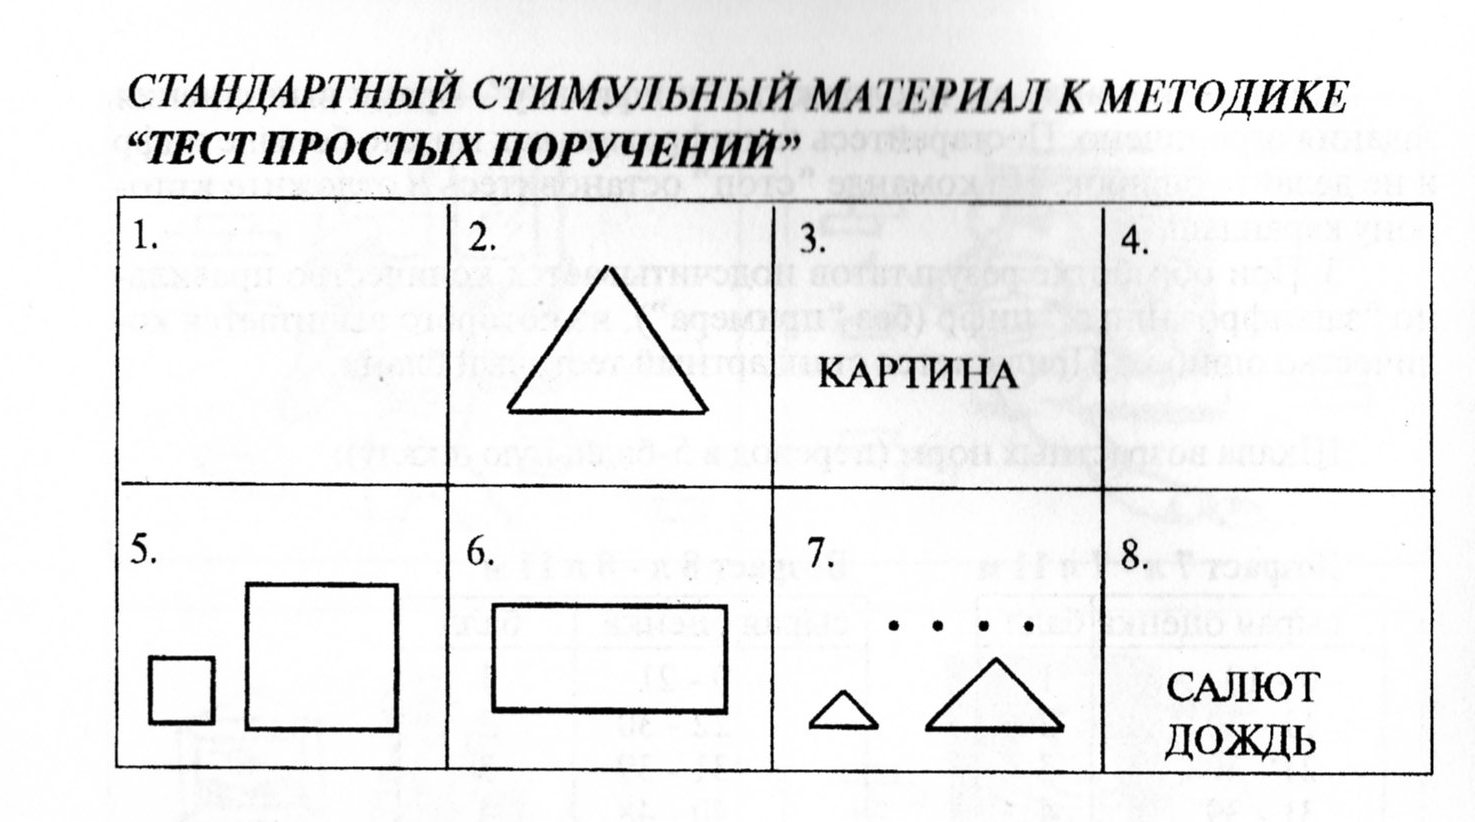 СТАНДАРТНЫЙ СТИМУЛЬНЫЙ МАТЕРИАЛ К МЕТОДИКЕ
“ТЕСТ ПРОСТЫХ ПОРУЧЕНИЙ”
1. 2. 3. 4.
КАРТИНА
5. 6. 7. 8.
САЛЮТ
ДОЖДЬ